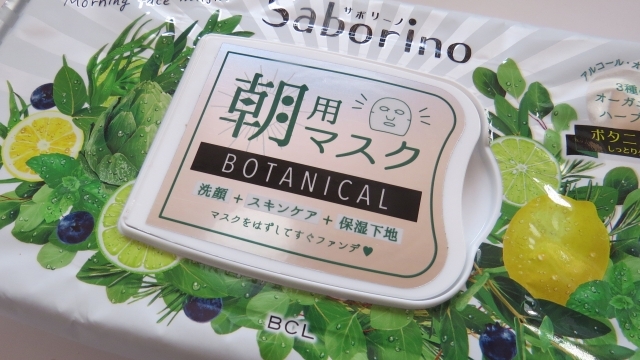 Morning face mask
サボリーノ
Saborino
朝用
マスク
BOTANICAL
洗顔 + スキンケア + 保湿下地
マスクをはずしてすぐファンデ♥
アルコール・オ
3種
オーガ
ハーブ
ボタニ
しっとり
BCL
Saborino